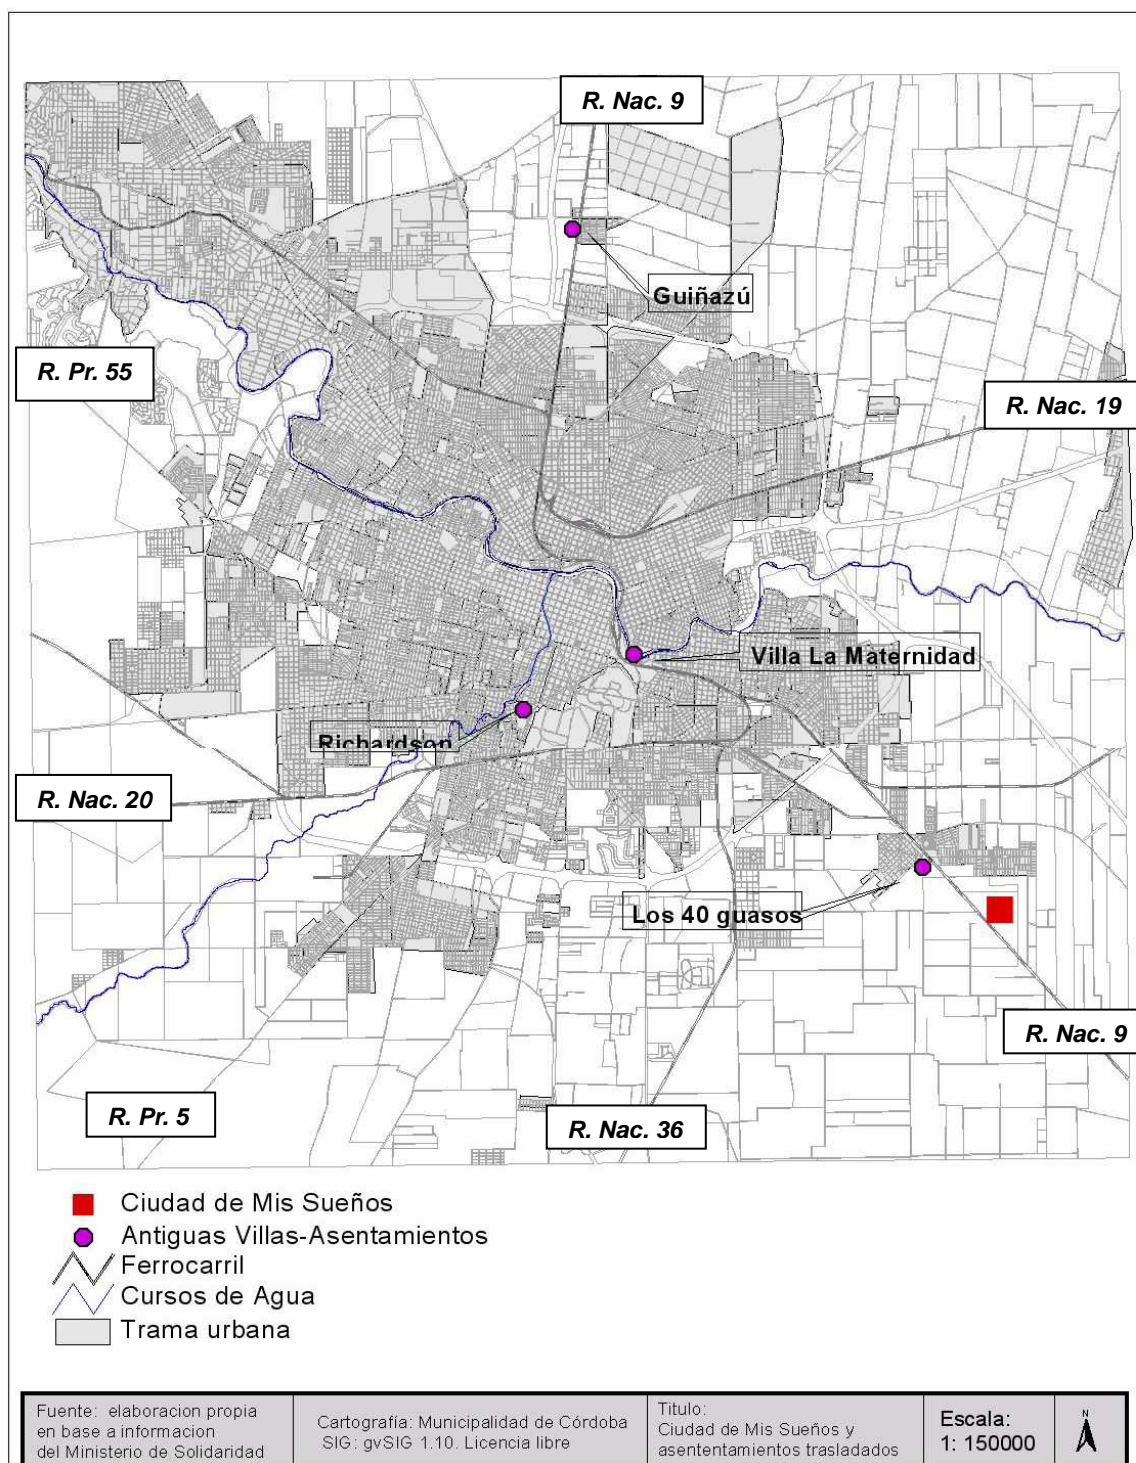 R. Nac. 9
Guiñazú
R. Pr. 55
R. Nac. 19
Villa La Maternidad
Richardson
R. Nac. 20
Los 40 guasos
R. Nac. 9
R. Pr. 5
R. Nac. 36
Ciudad de Mis Sueños
Antiguas Villas-Asentamientos
Ferrocarril
Cursos de Agua
Trama urbana
Fuente: elaboracion propia
en base a informacion
del Ministerio de Solidaridad
Cartografía: Municipalidad de Córdoba
SIG: gvSIG 1.10. Licencia libre
Titulo:
Ciudad de Mis Sueños y
asententamientos trasladados
Escala:
1: 150000
N